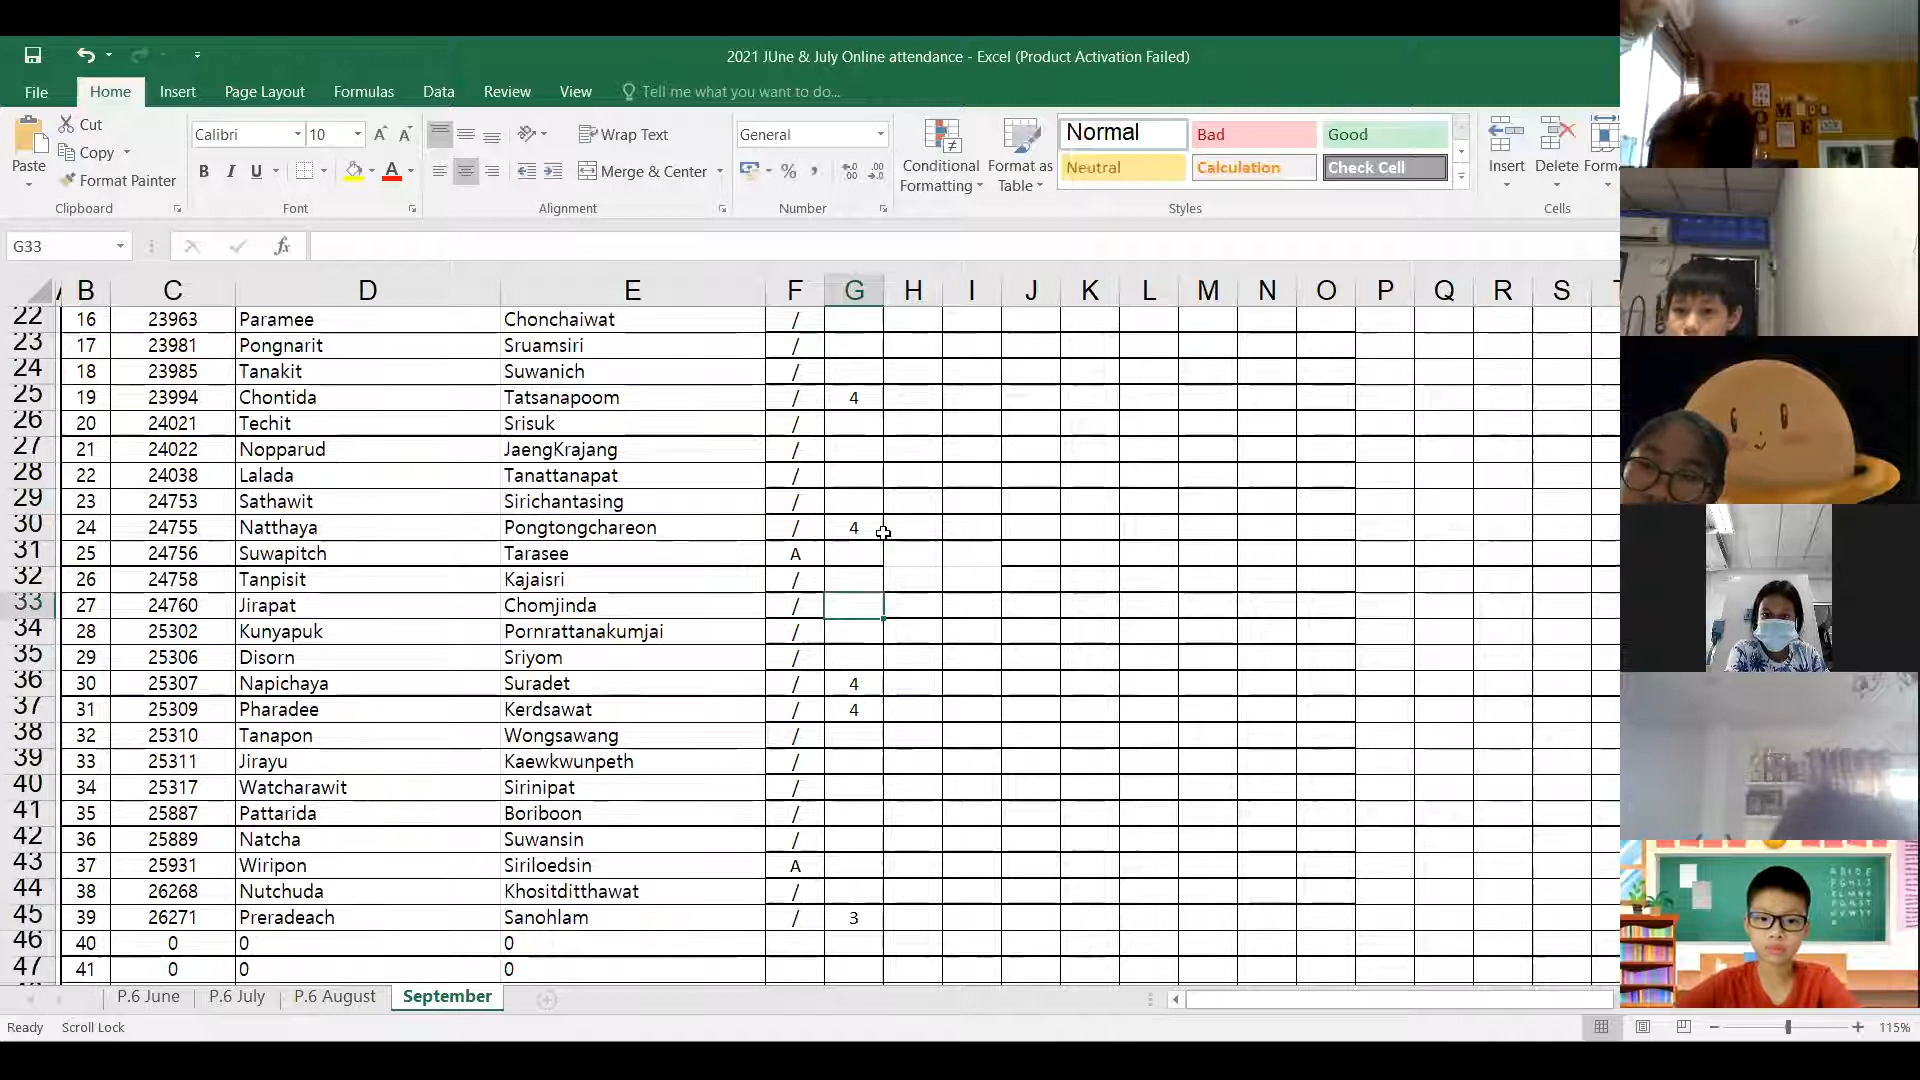 2021 JUne & July Online attendance - Excel (Product Activation Failed)
File Home Insert Page Layout Formulas Data Review View Tell me what you want to do...
Cut
Copy
Format Painter
Paste
Clipboard
Calibri 10
B I U
Font
Wrap Text
Merge & Center
Alignment
General
Number
Conditional Formatting
Format as Table
Normal Bad Good
Neutral Calculation Check Cell
Styles
Insert Delete Form
Cells
G33 fx
B C D E F G H I J K L M N O P Q R S
22 16 23963 Paramee Chonchaiwat /
23 17 23981 Pongnarit Sruamsiri /
24 18 23985 Tanakit Suwanich /
25 19 23994 Chontida Tatsanapoom / 4
26 20 24021 Techit Srisuk /
27 21 24022 Nopparud JaengKrajang /
28 22 24038 Lalada Tanattanapat /
29 23 24753 Sathawit Sirichantasing /
30 24 24755 Natthaya Pongtongchareon / 4
31 25 24756 Suwapitch Tarasee A
32 26 24758 Tanpisit Kajaisri /
33 27 24760 Jirapat Chomjinda /
34 28 25302 Kunyapuk Pornrattanakumjai /
35 29 25306 Disorn Sriyom /
36 30 25307 Napichaya Suradet / 4
37 31 25309 Pharadee Kerdsawat / 4
38 32 25310 Tanapon Wongsawang /
39 33 25311 Jirayu Kaewkwunpeth /
40 34 25317 Watcharawit Sirinipat /
41 35 25887 Pattarida Boriboon /
42 36 25889 Natcha Suwansin /
43 37 25931 Wiripon Siriloedsin A
44 38 26268 Nutchuda Khositditthawat /
45 39 26271 Preradeach Sanohlam / 3
46 40 0 0 0
47 41 0 0 0
P.6 June P.6 July P.6 August September
Ready Scroll Lock 115%